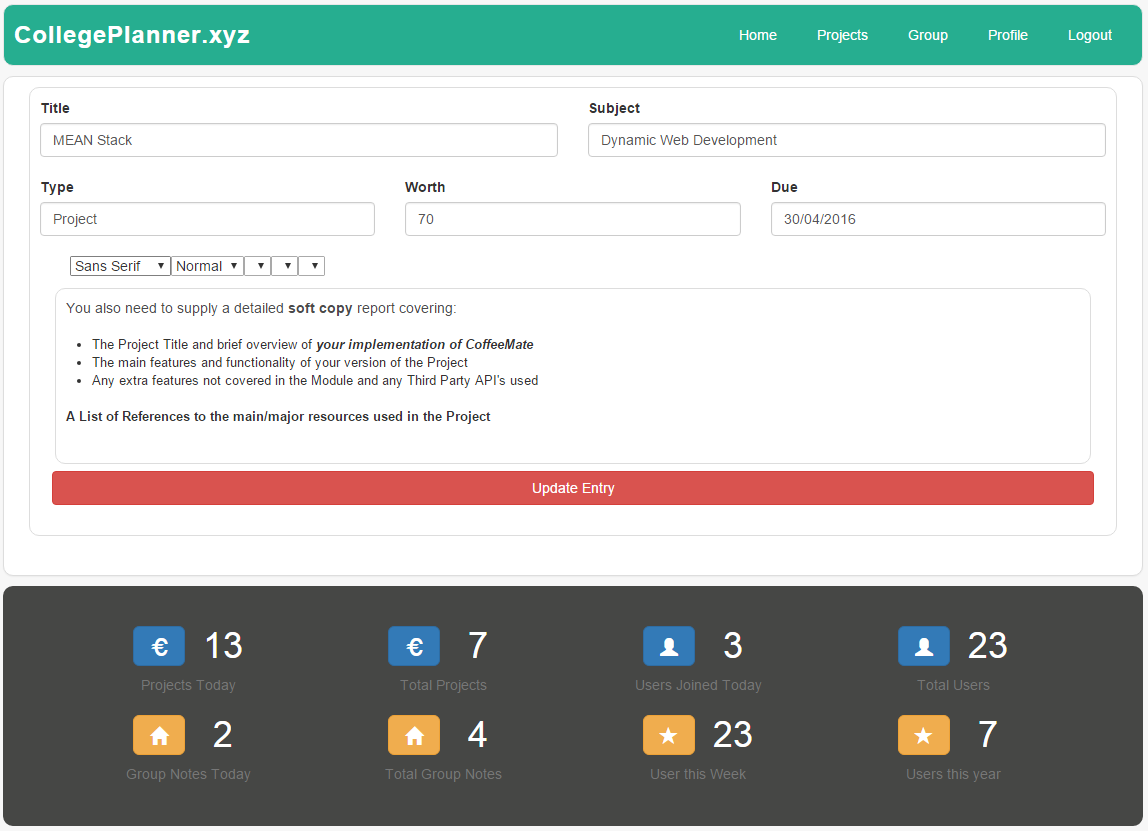 CollegePlanner.xyz Home Projects Group Profile Logout
Title Subject
MEAN Stack Dynamic Web Development
Type Worth Due
Project 70 30/04/2016
Sans Serif Normal
You also need to supply a detailed soft copy report covering:
• The Project Title and brief overview of your implementation of CoffeeMate
• The main features and functionality of your version of the Project
• Any extra features not covered in the Module and any Third Party API's used
A List of References to the main/major resources used in the Project
Update Entry
€ 13 € 7 3 23
Projects Today Total Projects Users Joined Today Total Users
2 4 23 7
Group Notes Today Total Group Notes User this Week Users this year